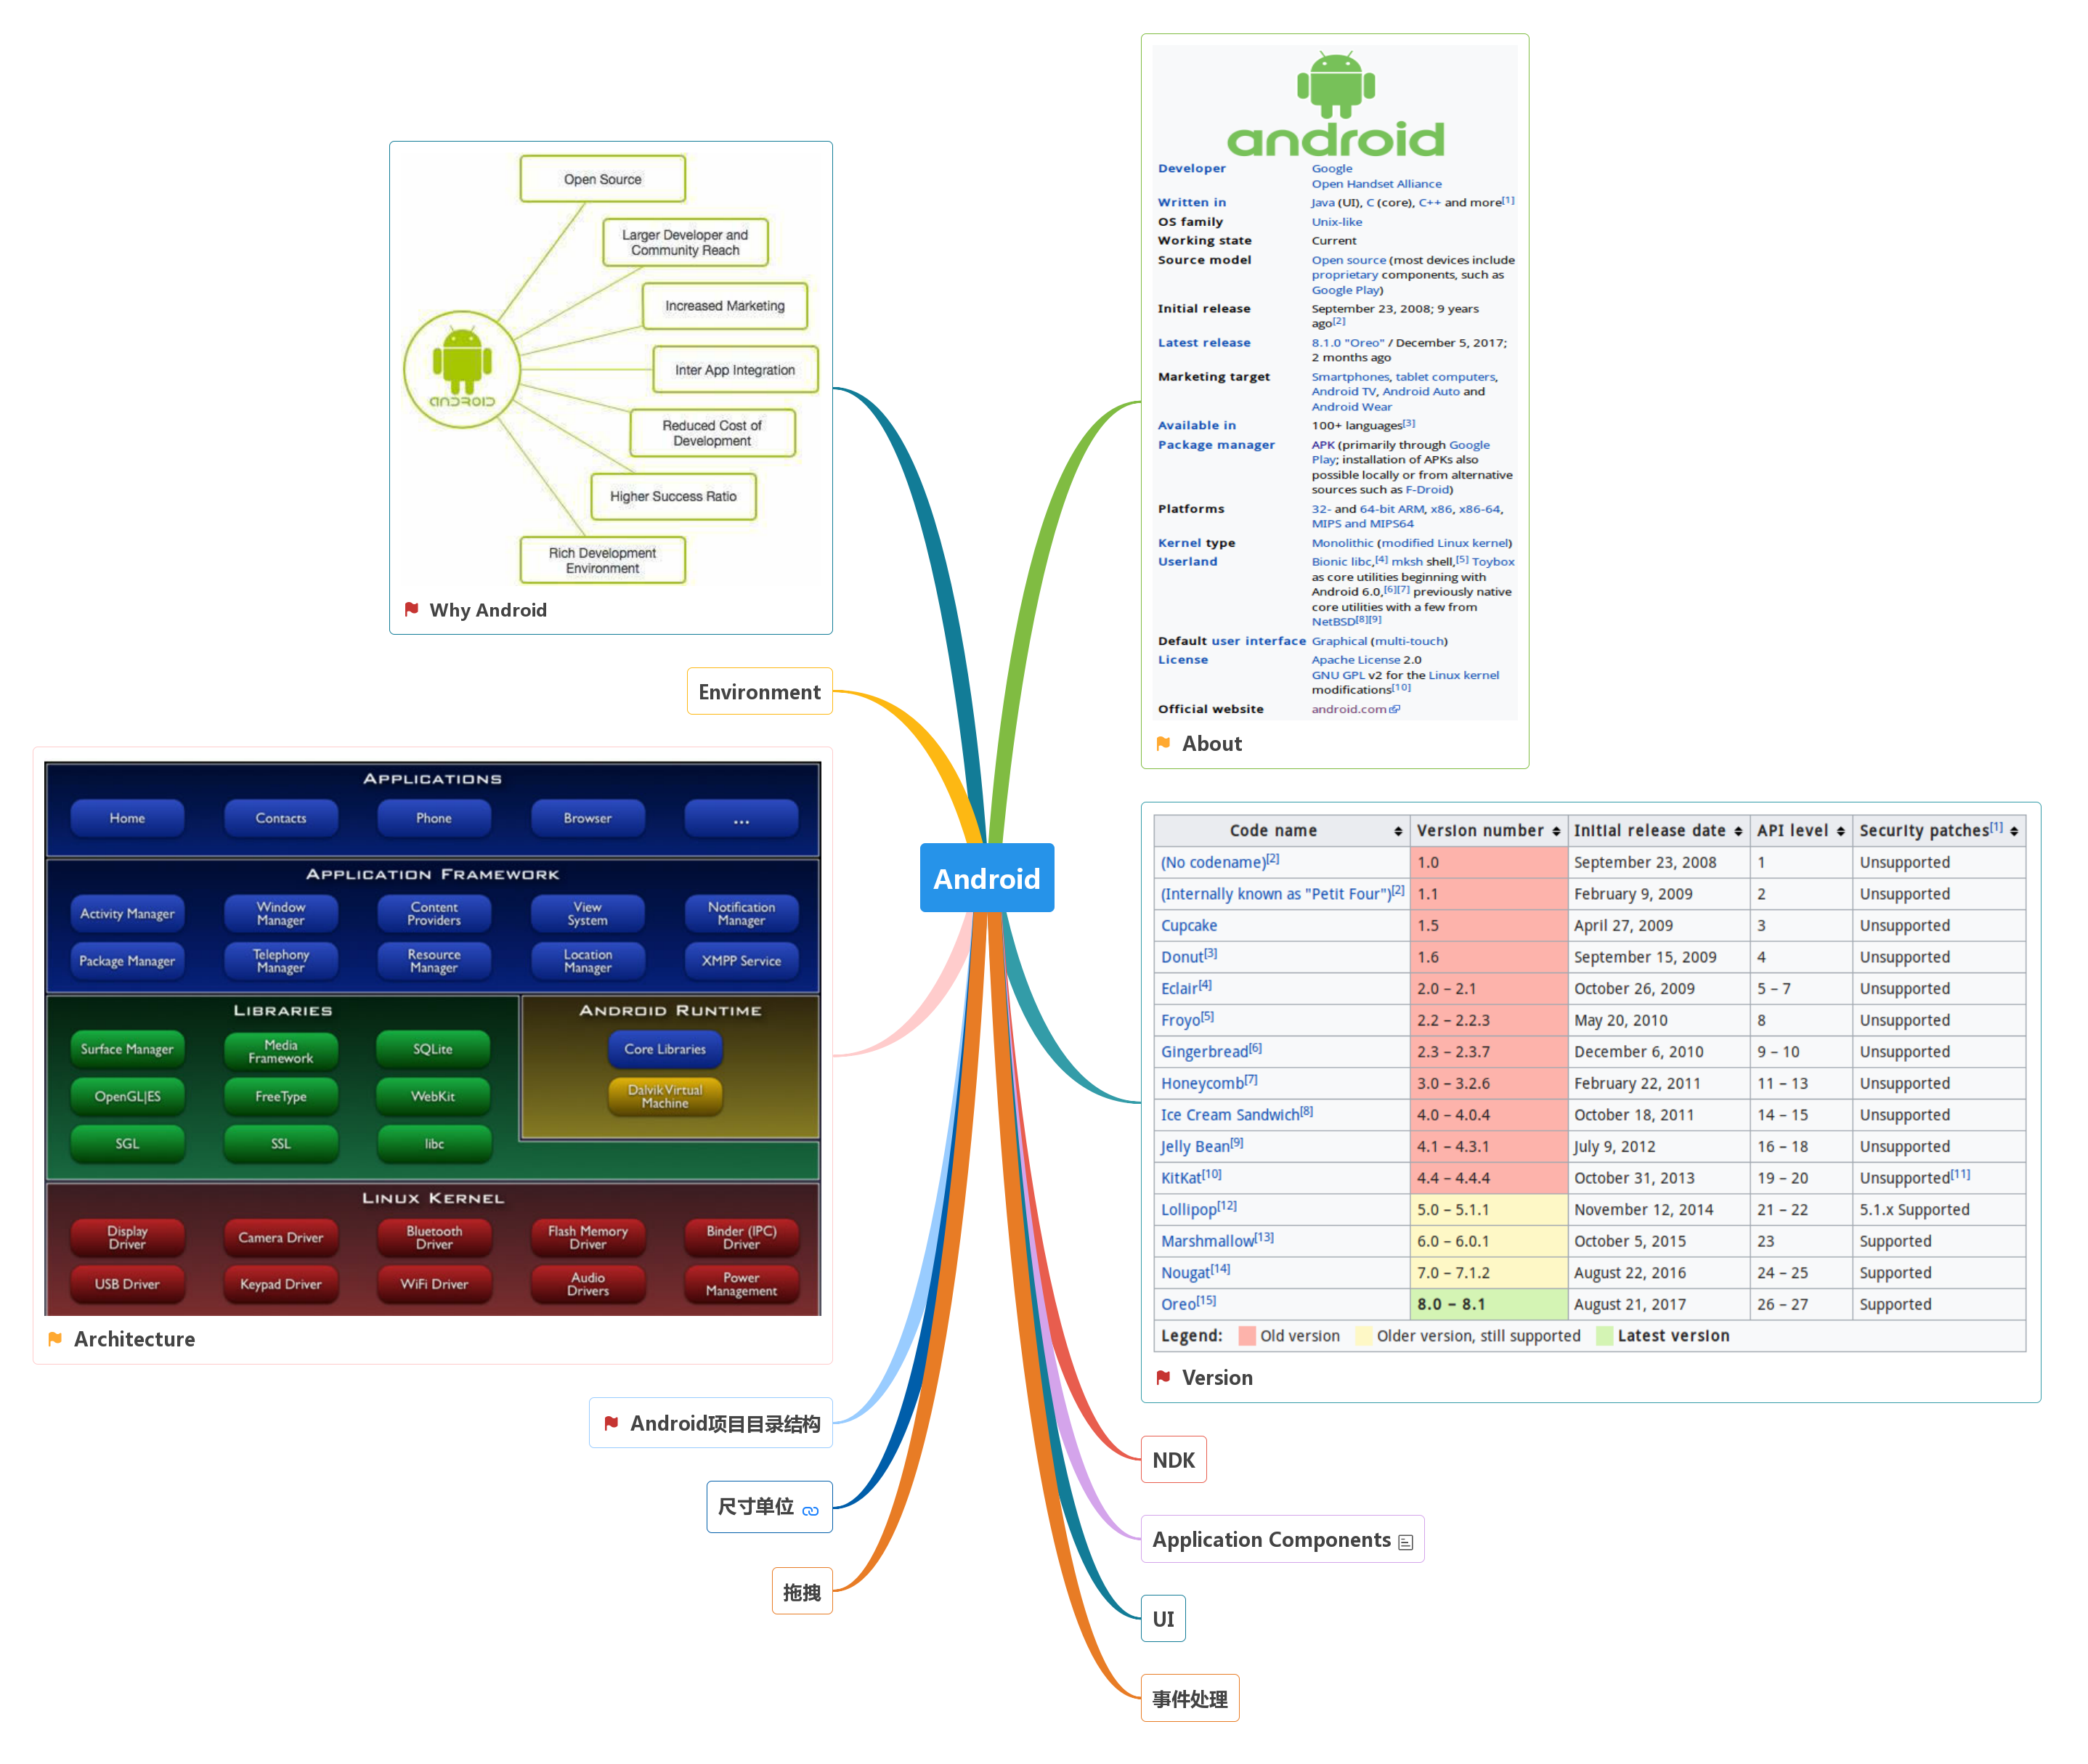 Open Source
Larger Developer and
Community Reach
Increased Marketing
Inter App Integration
Reduced Cost of
Development
Higher Success Ratio
Rich Development
Environment
ANDROID
Why Android
Environment
APPLICATIONS
Home Contacts Phone Browser ...
APPLICATION FRAMEWORK
Activity Manager Window Manager Content Providers View System Notification Manager
Package Manager Telephony Manager Resource Manager Location Manager XMPP Service
LIBRARIES
Surface Manager Media Framework SQLite
OpenGL|ES FreeType WebKit
SGL SSL libc
ANDROID RUNTIME
Core Libraries
Dalvik Virtual
Machine
LINUX KERNEL
Display Driver Camera Driver Bluetooth Driver Flash Memory Driver Binder (IPC) Driver
USB Driver Keypad Driver WiFi Driver Audio Drivers Power Management
Architecture
Android项目目录结构
尺寸单位
拖拽
Android
android
Developer Google
Open Handset Alliance
Written in Java (UI), C (core), C++ and more[1]
OS family Unix-like
Working state Current
Source model Open source (most devices include
proprietary components, such as
Google Play)
Initial release September 23, 2008; 9 years
ago[2]
Latest release 8.1.0 "Oreo" / December 5, 2017;
2 months ago
Marketing target Smartphones, tablet computers,
Android TV, Android Auto and
Android Wear
Available in 100+ languages[3]
Package manager APK (primarily through Google
Play; installation of APKs also
possible locally or from alternative
sources such as F-Droid)
Platforms 32- and 64-bit ARM, x86, x86-64,
MIPS and MIPS64
Kernel type Monolithic (modified Linux kernel)
Userland Bionic libc,[4] mksh shell,[5] Toybox
as core utilities beginning with
Android 6.0,[6][7] previously native
core utilities with a few from
NetBSD[8][9]
Default user interface Graphical (multi-touch)
License Apache License 2.0
GNU GPL v2 for the Linux kernel
modifications[10]
Official website android.com
About
Code name Version number Initial release date API level Security patches[1]
(No codename)[2] 1.0 September 23, 2008 1 Unsupported
(Internally known as "Petit Four")[2] 1.1 February 9, 2009 2 Unsupported
Cupcake 1.5 April 27, 2009 3 Unsupported
Donut[3] 1.6 September 15, 2009 4 Unsupported
Eclair[4] 2.0 – 2.1 October 26, 2009 5 – 7 Unsupported
Froyo[5] 2.2 – 2.2.3 May 20, 2010 8 Unsupported
Gingerbread[6] 2.3 – 2.3.7 December 6, 2010 9 – 10 Unsupported
Honeycomb[7] 3.0 – 3.2.6 February 22, 2011 11 – 13 Unsupported
Ice Cream Sandwich[8] 4.0 – 4.0.4 October 18, 2011 14 – 15 Unsupported
Jelly Bean[9] 4.1 – 4.3.1 July 9, 2012 16 – 18 Unsupported
KitKat[10] 4.4 – 4.4.4 October 31, 2013 19 – 20 Unsupported[11]
Lollipop[12] 5.0 – 5.1.1 November 12, 2014 21 – 22 5.1.x Supported
Marshmallow[13] 6.0 – 6.0.1 October 5, 2015 23 Supported
Nougat[14] 7.0 – 7.1.2 August 22, 2016 24 – 25 Supported
Oreo[15] 8.0 – 8.1 August 21, 2017 26 – 27 Supported
Legend: Old version Older version, still supported Latest version
Version
NDK
Application Components
UI
事件处理